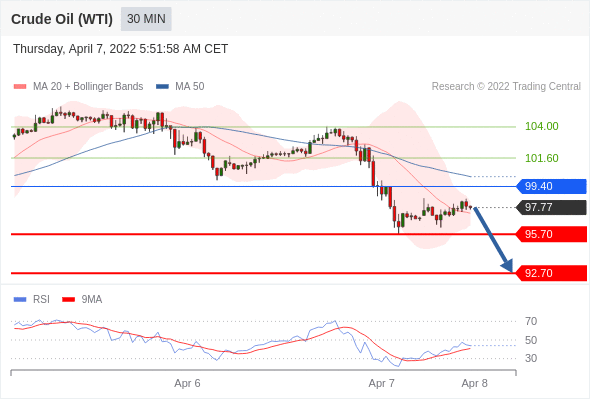 Crude Oil (WTI) 30 MIN
Thursday, April 7, 2022 5:51:58 AM CET
MA 20 + Bollinger Bands MA 50 Research © 2022 Trading Central
104.00
101.60
99.40
97.77
95.70
92.70
RSI 9MA
70
50
30
Apr 6 Apr 7 Apr 8